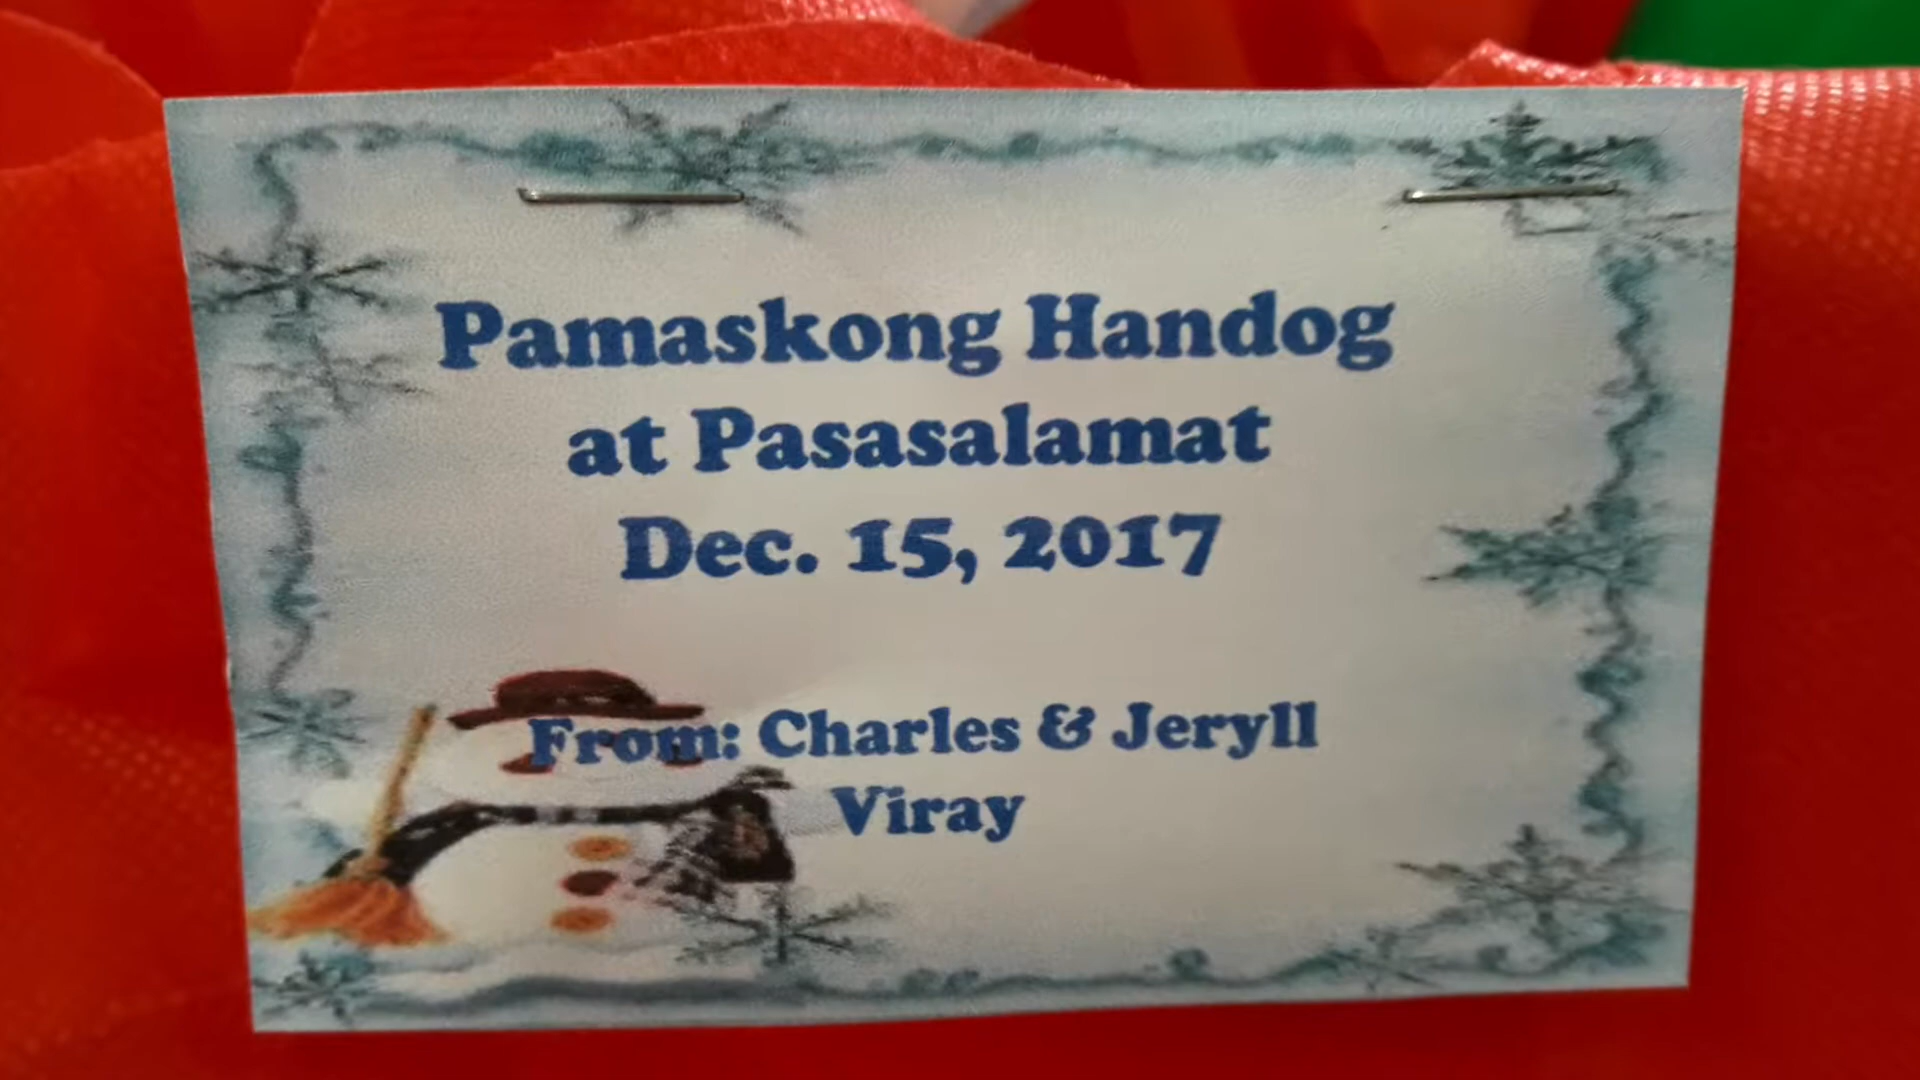 Pamaskong Handog
at Pasasalamat
Dec. 15, 2017
From: Charles & Jeryll
Viray